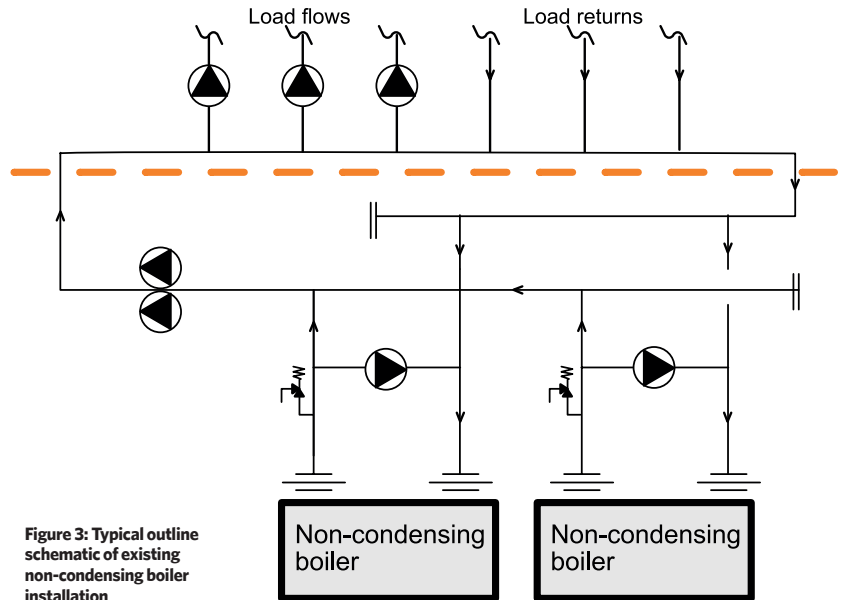 Load flows
Load returns
Non-condensing
boiler
Non-condensing
boiler
Figure 3: Typical outline
schematic of existing
non-condensing boiler
installation